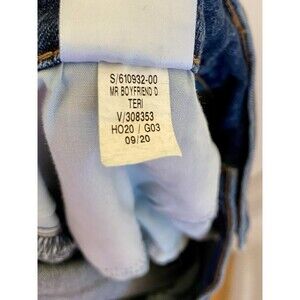 S/610932-00
MR BOYFRIEND D
TERI
V/308353
HO20 / G03
09/20